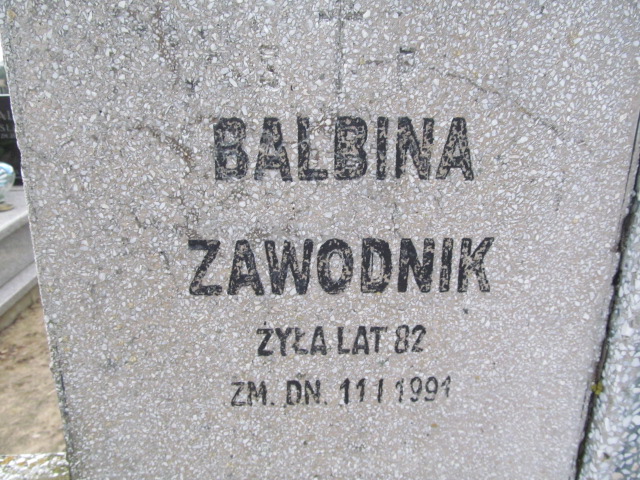 Ś P
BALBINA
ZAWODNIK
ŻYŁA LAT 82
ZM. DN. 11 I 1991